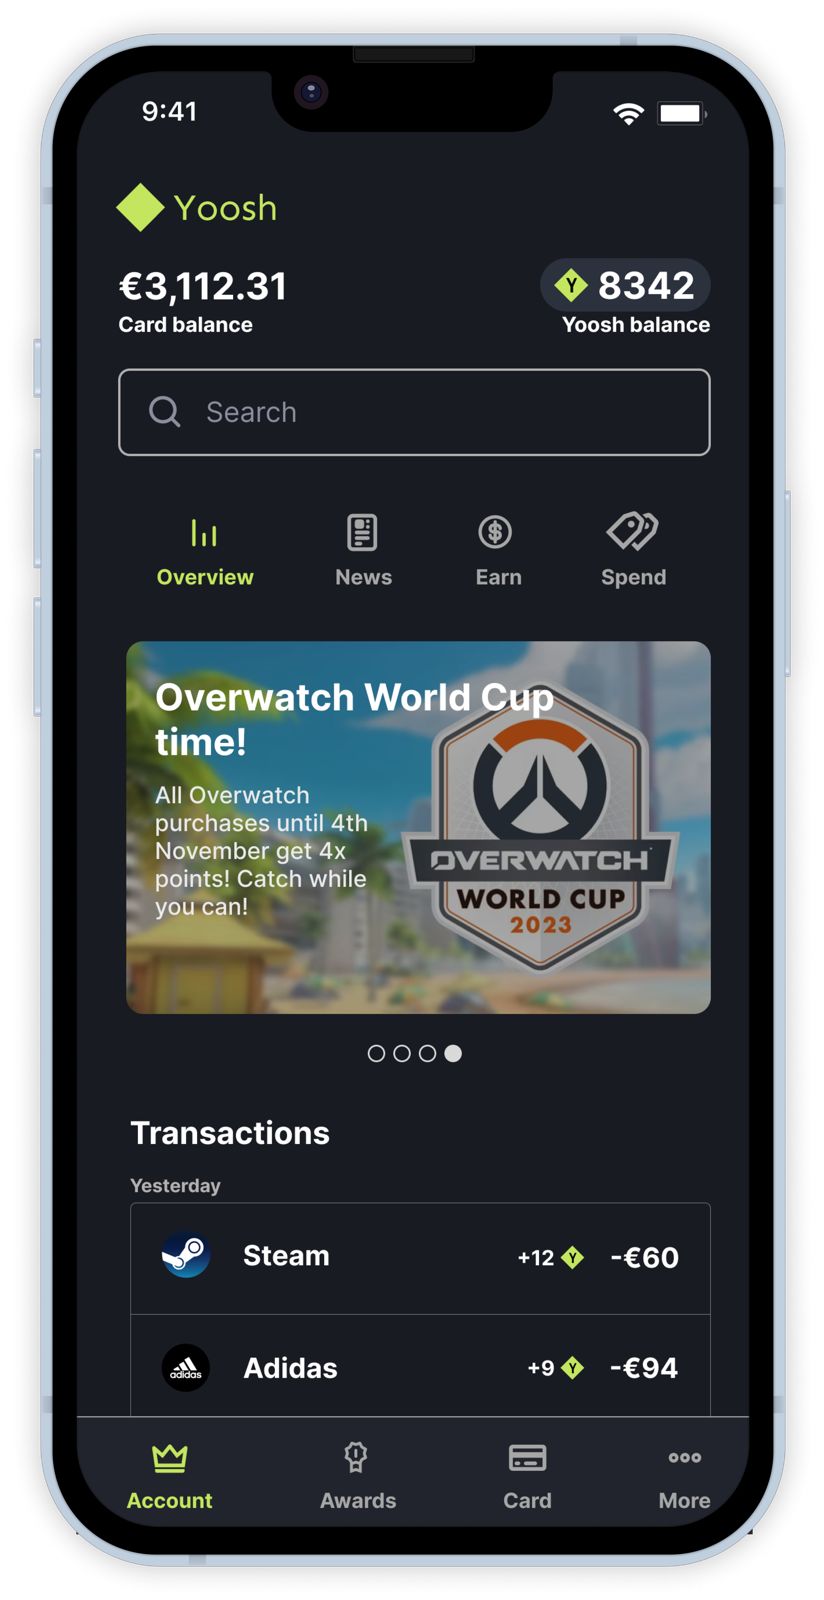 9:41
Yoosh
€3,112.31
Card balance
Y 8342
Yoosh balance
Search
Overview
News
Earn
Spend
Overwatch World Cup
time!
All Overwatch
purchases until 4th
November get 4x
points! Catch while
you can!
OVERWATCH
WORLD CUP
2023
Transactions
Yesterday
Steam
+12 Y -€60
adidas
Adidas
+9 Y -€94
Account
Awards
Card
More